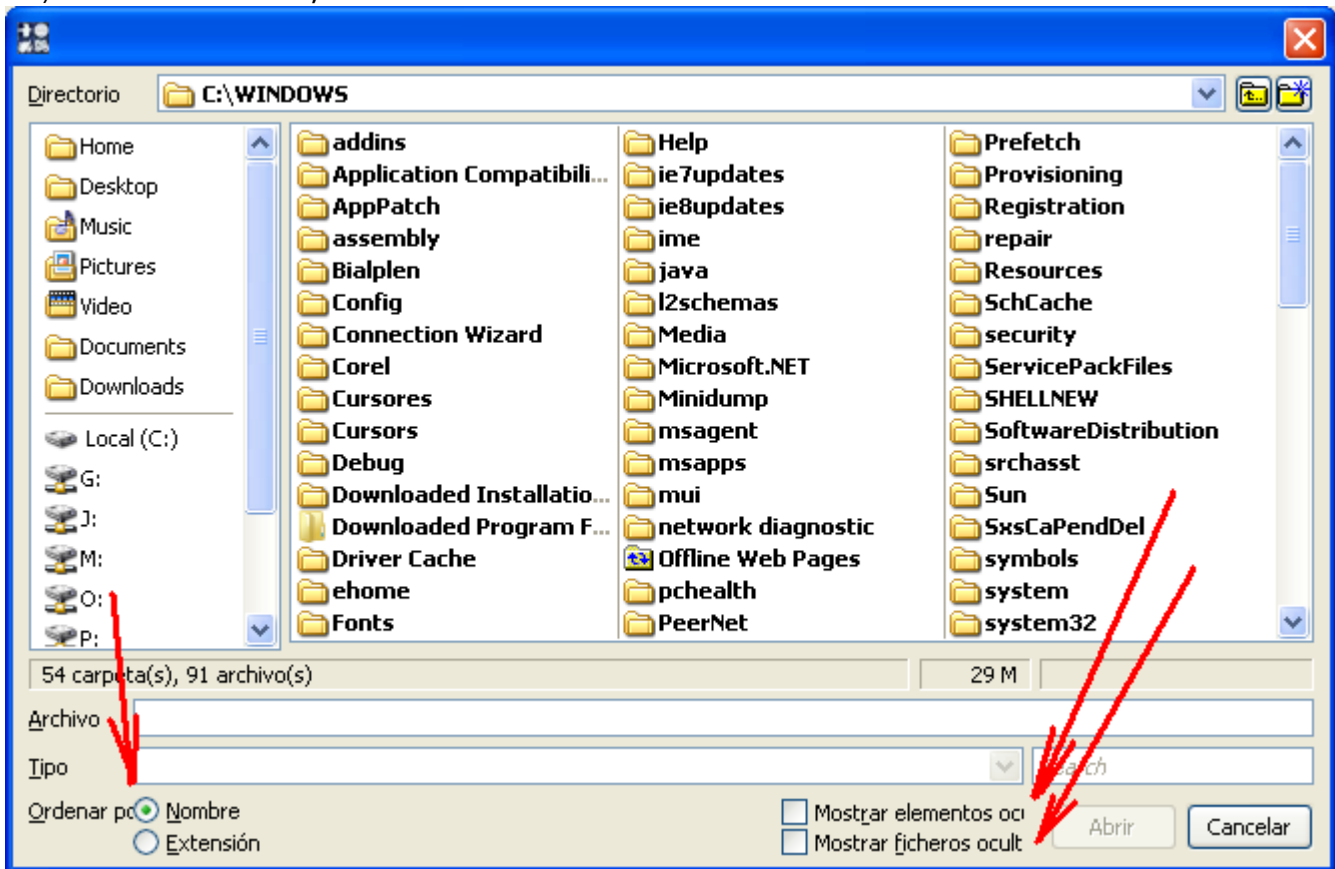 Directorio C:\WINDOWS
Home
Desktop
Music
Pictures
Video
Documents
Downloads
Local (C:)
G:
J:
M:
O:
P:
addins
Application Compatibili...
AppPatch
assembly
Bialplen
Config
Connection Wizard
Corel
Cursores
Cursors
Debug
Downloaded Installatio...
Downloaded Program F...
Driver Cache
ehome
Fonts
Help
ie7updates
ie8updates
ime
java
l2schemas
Media
Microsoft.NET
Minidump
msagent
msapps
mui
network diagnostic
Offline Web Pages
pchealth
PeerNet
Prefetch
Provisioning
Registration
repair
Resources
SchCache
security
ServicePackFiles
SHELLNEW
SoftwareDistribution
srchasst
Sun
SxsCaPendDel
symbols
system
system32
54 carpeta(s), 91 archivo(s) 29 M
Archivo
Tipo Search
Ordenar po Nombre
Extensión
Mostrar elementos ocu
Mostrar ficheros ocult
Abrir Cancelar